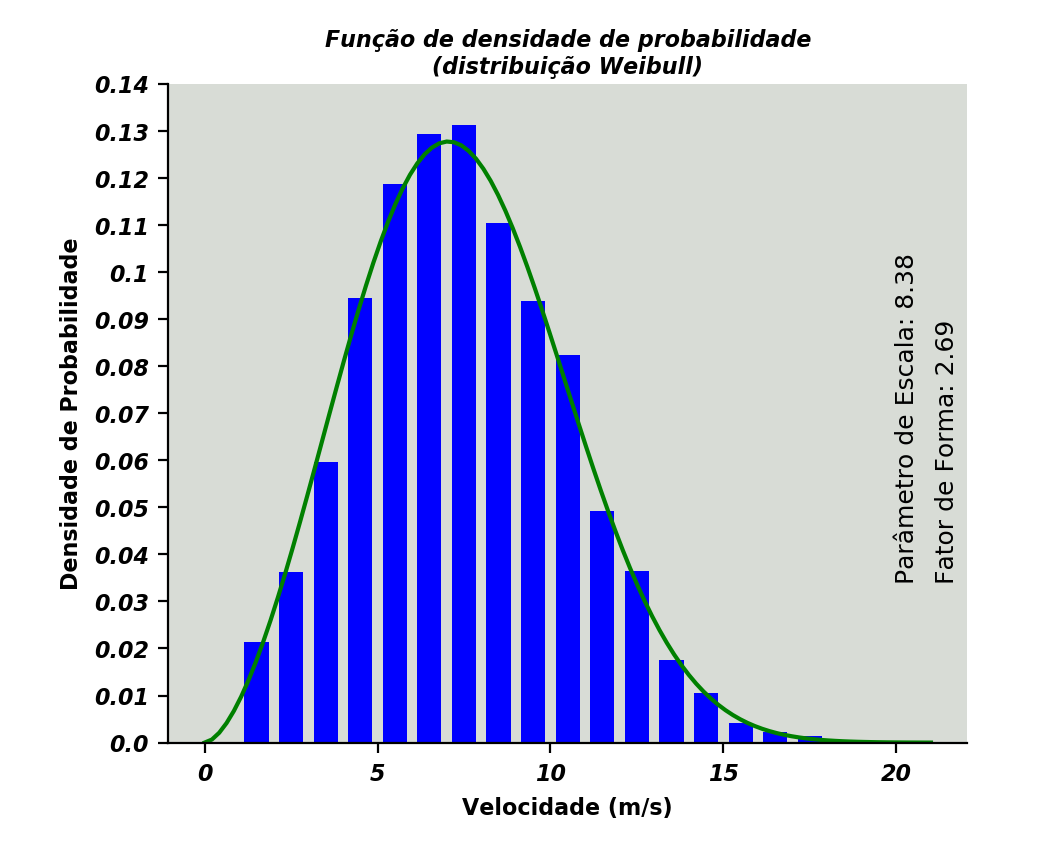 Função de densidade de probabilidade
(distribuição Weibull)
0.14
0.13
0.12
0.11
0.1
0.09
0.08
0.07
0.06
0.05
0.04
0.03
0.02
0.01
0.0
Densidade de Probabilidade
Parâmetro de Escala: 8.38
Fator de Forma: 2.69
0 5 10 15 20
Velocidade (m/s)